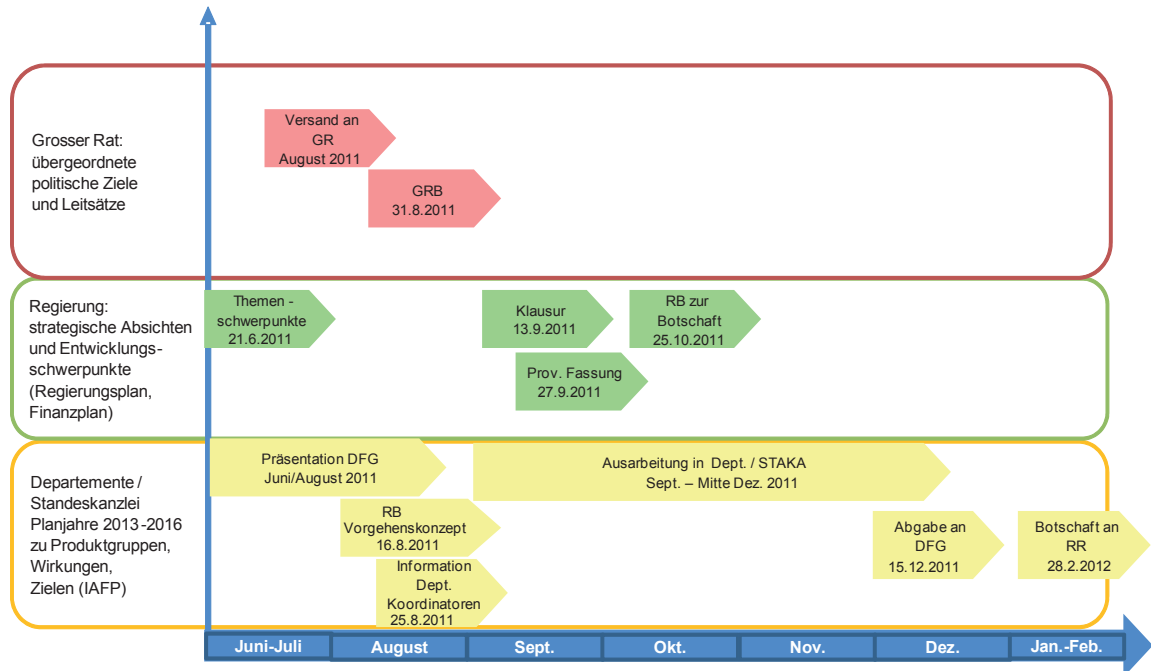 Grosser Rat:
übergeordnete
politische Ziele
und Leitsätze
Versand an
GR
August 2011
GRB
31.8.2011
Regierung:
strategische Absichten
und Entwicklungs-
schwerpunkte
(Regierungsplan,
Finanzplan)
Themen -
schwerpunkte
21.6.2011
Klausur
13.9.2011
RB zur
Botschaft
25.10.2011
Prov. Fassung
27.9.2011
Departemente /
Standeskanzlei
Planjahre 2013-2016
zu Produktgruppen,
Wirkungen,
Zielen (IAFP)
Präsentation DFG
Juni/August 2011
Ausarbeitung in Dept. / STAKA
Sept. – Mitte Dez. 2011
RB
Vorgehenskonzept
16.8.2011
Information
Dept.
Koordinatoren
25.8.2011
Abgabe an
DFG
15.12.2011
Botschaft an
RR
28.2.2012
Juni-Juli August Sept. Okt. Nov. Dez. Jan.-Feb.